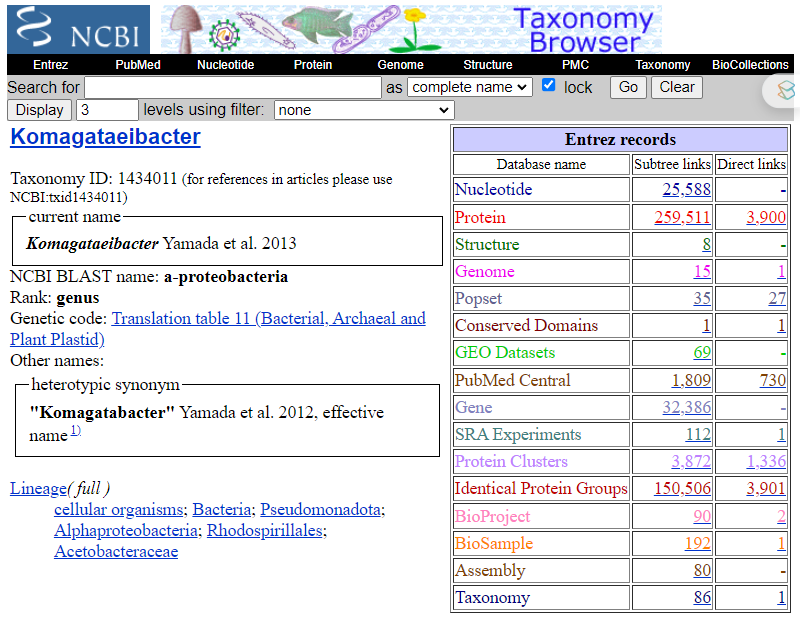 NCBI
Taxonomy
Browser
Entrez PubMed Nucleotide Protein Genome Structure PMC Taxonomy BioCollections
Search for as complete name lock Go Clear
Display 3 levels using filter: none
Komagataeibacter
Taxonomy ID: 1434011 (for references in articles please use
NCBI:txid1434011)
current name
Komagataeibacter Yamada et al. 2013
NCBI BLAST name: a-proteobacteria
Rank: genus
Genetic code: Translation table 11 (Bacterial, Archaeal and
Plant Plastid)
Other names:
heterotypic synonym
"Komagatabacter" Yamada et al. 2012, effective
name 1)
Lineage( full )
cellular organisms; Bacteria; Pseudomonadota;
Alphaproteobacteria; Rhodospirillales;
Acetobacteraceae
Entrez records
Database name Subtree links Direct links
Nucleotide 25,588 -
Protein 259,511 3,900
Structure 8 -
Genome 15 1
Popset 35 27
Conserved Domains 1 1
GEO Datasets 69 -
PubMed Central 1,809 730
Gene 32,386 -
SRA Experiments 112 1
Protein Clusters 3,872 1,336
Identical Protein Groups 150,506 3,901
BioProject 90 2
BioSample 192 1
Assembly 80 -
Taxonomy 86 1